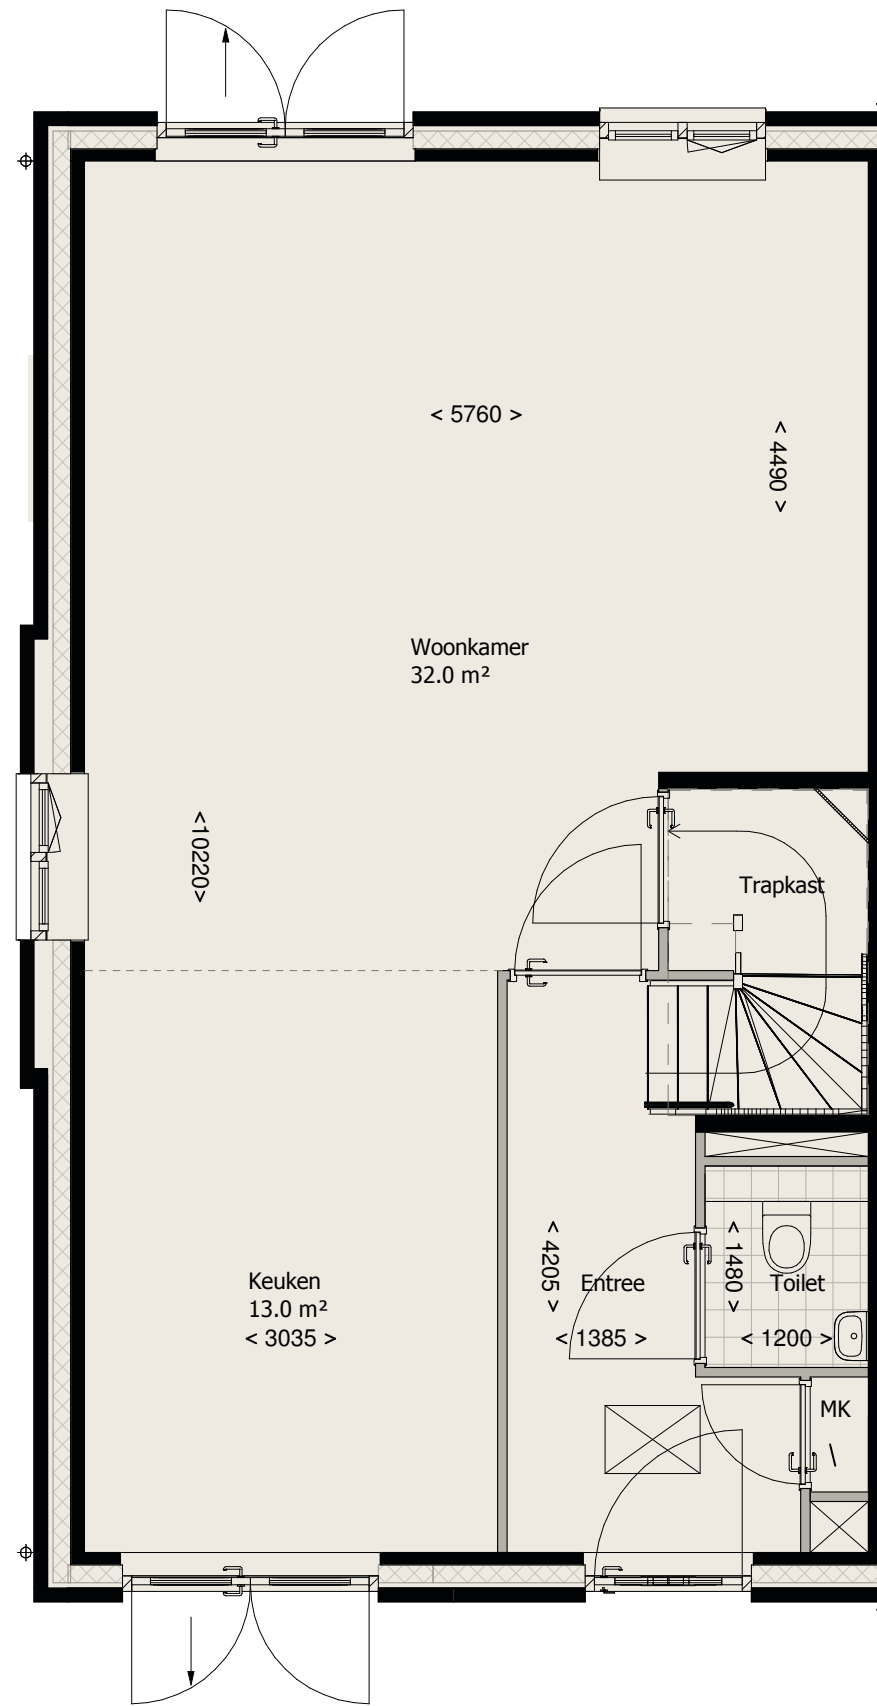 < 5760 >
< 4490 >
Woonkamer
32.0 m²
<10220>
Trapkast
< 4205 >
Entree
< 1385 >
< 1480 >
Toilet
< 1200 >
Keuken
13.0 m²
< 3035 >
MK